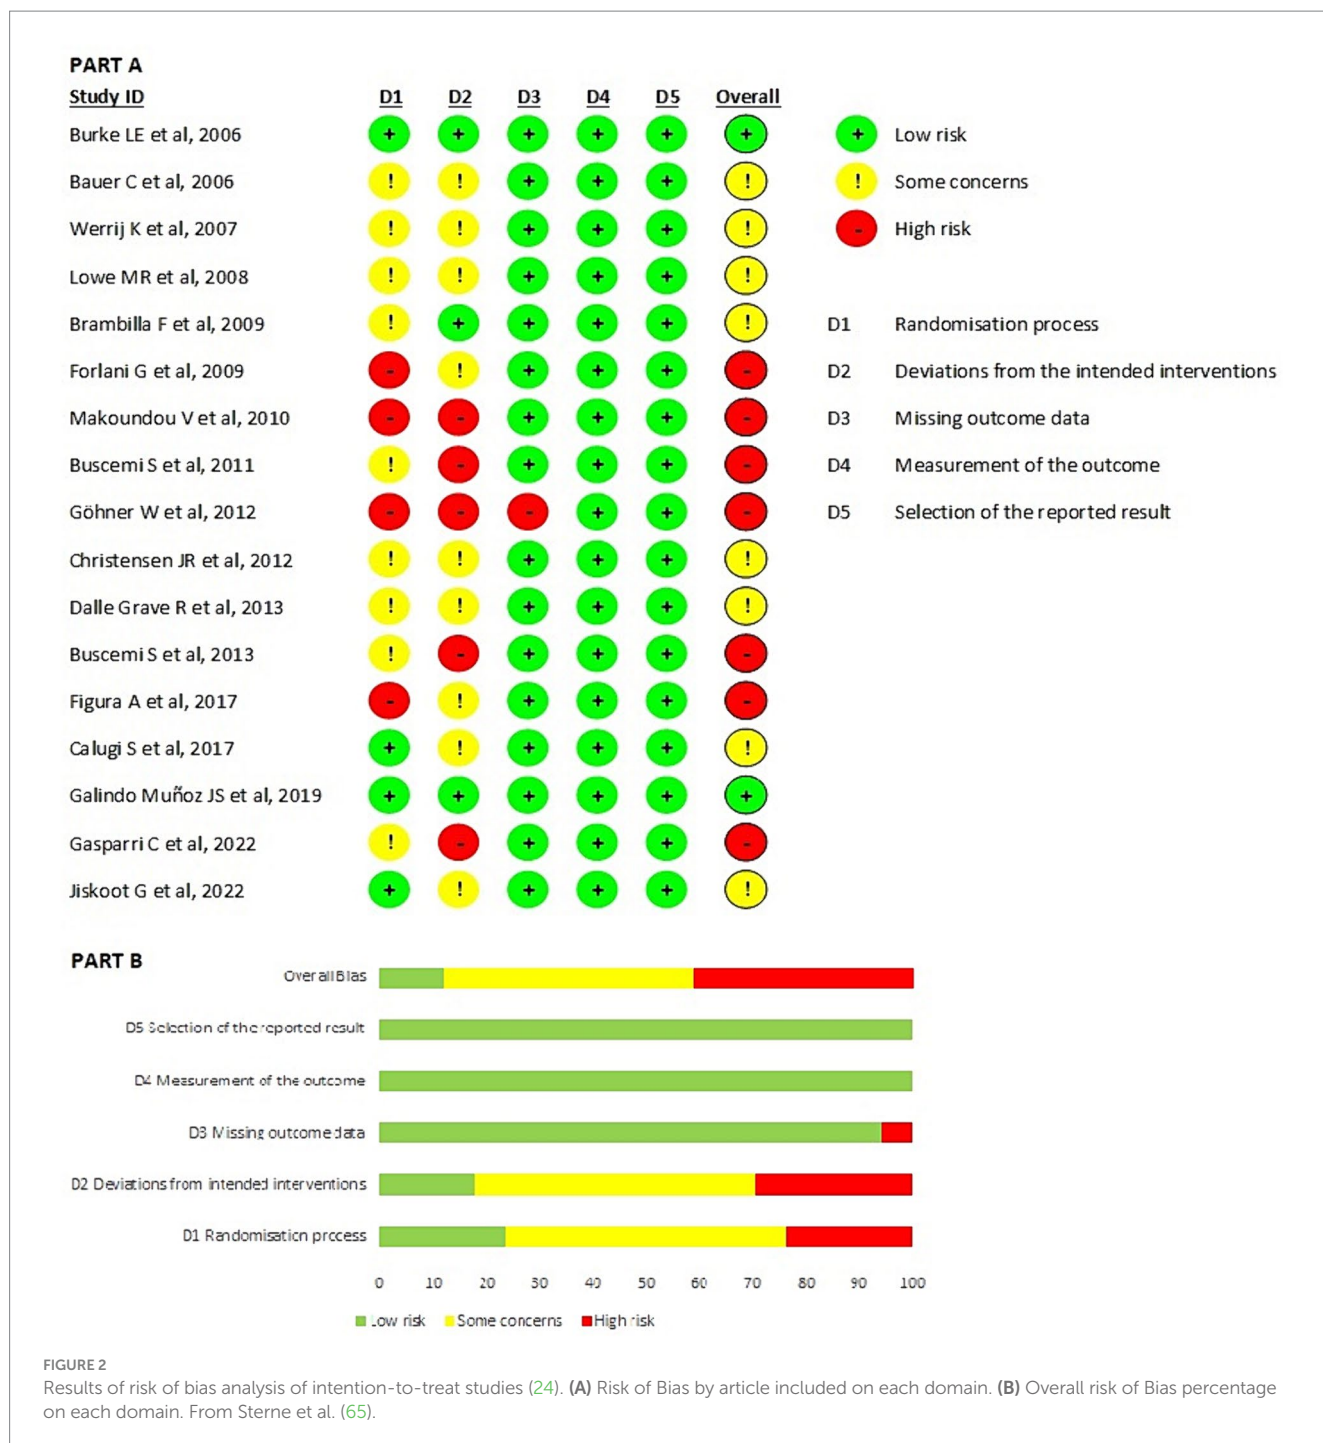 PART A
Study ID D1 D2 D3 D4 D5 Overall
Burke LE et al, 2006 + + + + + + + Low risk
Bauer C et al, 2006 ! ! + + + ! ! Some concerns
Werrij K et al, 2007 ! ! + + + ! - High risk
Lowe MR et al, 2008 ! ! + + + !
Brambilla F et al, 2009 ! + + + + ! D1 Randomisation process
Forlani G et al, 2009 - ! + + + - D2 Deviations from the intended interventions
Makoundou V et al, 2010 - - + + + - D3 Missing outcome data
Buscemi S et al, 2011 ! - + + + - D4 Measurement of the outcome
Göhner W et al, 2012 - - - + + - D5 Selection of the reported result
Christensen JR et al, 2012 ! ! + + + !
Dalle Grave R et al, 2013 ! ! + + + !
Buscemi S et al, 2013 ! - + + + -
Figura A et al, 2017 - ! + + + -
Calugi S et al, 2017 + ! + + + !
Galindo Muñoz JS et al, 2019 + + + + + +
Gasparri C et al, 2022 ! - + + + -
Jiskoot G et al, 2022 + ! + + + !
PART B
Overall Bias
D5 Selection of the reported result
D4 Measurement of the outcome
D3 Missing outcome data
D2 Deviations from intended interventions
D1 Randomisation process
0 10 20 30 40 50 60 70 80 90 100
Low risk Some concerns High risk
FIGURE 2
Results of risk of bias analysis of intention-to-treat studies (24). (A) Risk of Bias by article included on each domain. (B) Overall risk of Bias percentage
on each domain. From Sterne et al. (65).